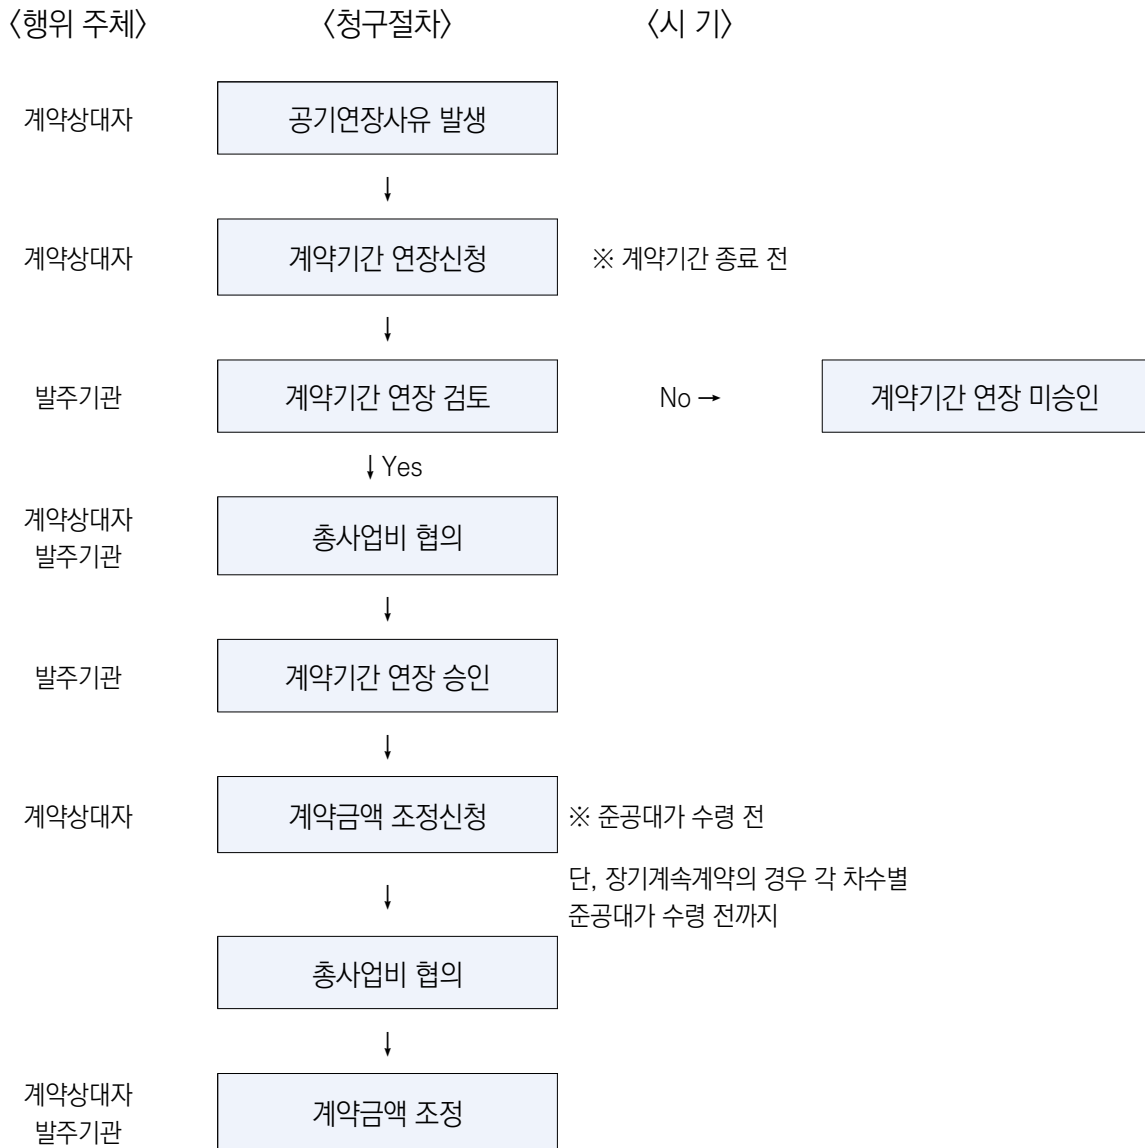 〈행위 주체〉 〈청구절차〉 〈시 기〉
계약상대자 공기연장사유 발생
↓
계약상대자 계약기간 연장신청 ※ 계약기간 종료 전
↓
발주기관 계약기간 연장 검토 No → 계약기간 연장 미승인
↓ Yes
계약상대자
발주기관
총사업비 협의
↓
발주기관 계약기간 연장 승인
↓
계약상대자 계약금액 조정신청 ※ 준공대가 수령 전
단, 장기계속계약의 경우 각 차수별
준공대가 수령 전까지
↓
총사업비 협의
↓
계약상대자
발주기관
계약금액 조정